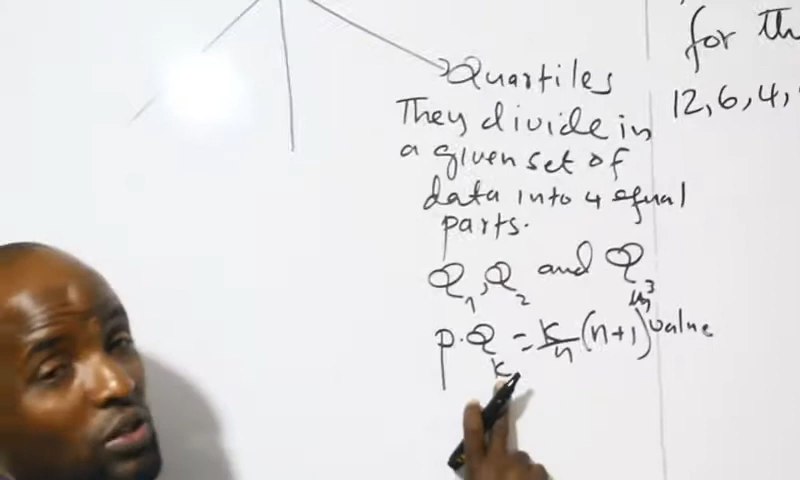 Quartiles
They divide in
a given set of
data into 4 equal
parts.
Q1, Q2 and Q3
P.Qk = k/n (n+1)th value
for th
12, 6, 4,